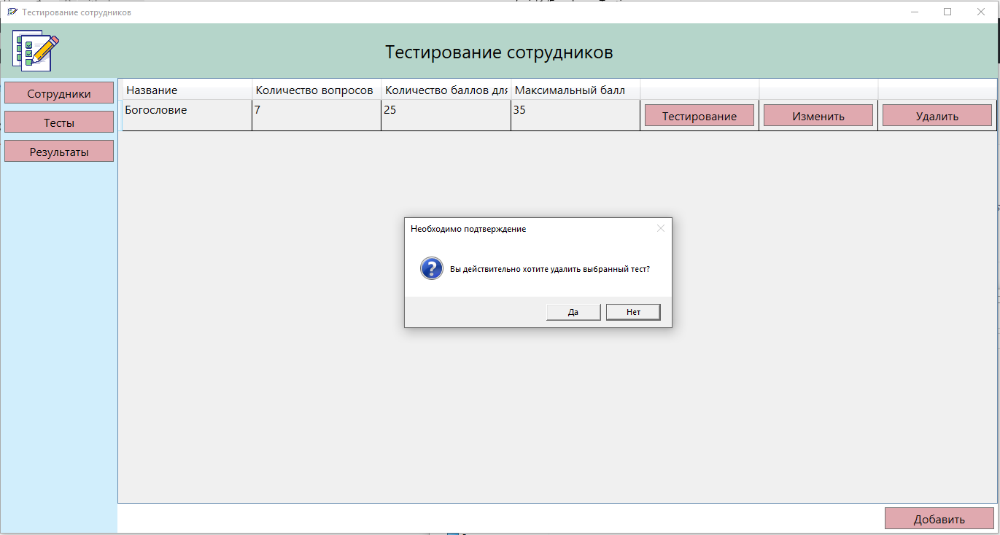 Тестирование сотрудников
Тестирование сотрудников
Сотрудники
Тесты
Результаты
Название Количество вопросов Количество баллов для Максимальный балл
Богословие 7 25 35 Тестирование Изменить Удалить
Необходимо подтверждение
Вы действительно хотите удалить выбранный тест?
Да Нет
Добавить